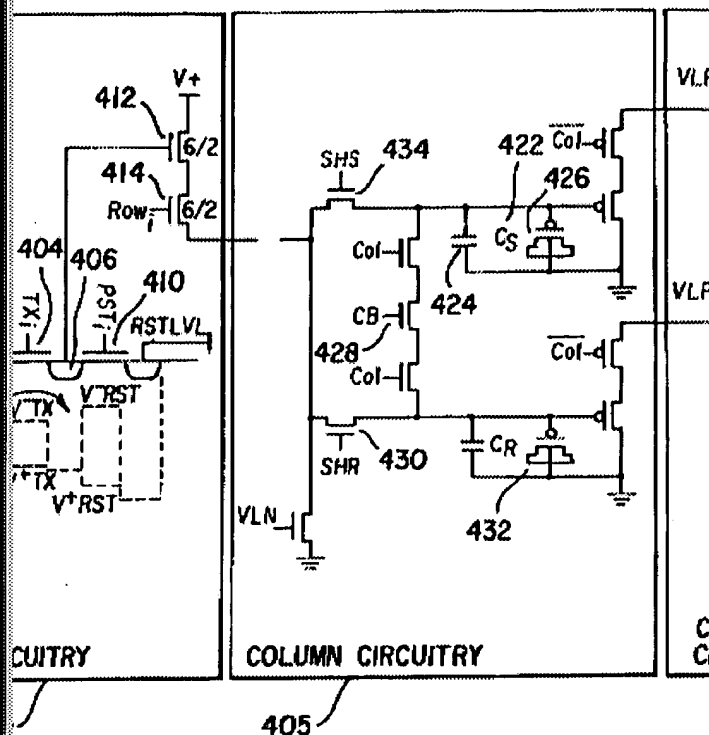 V+
412
6/2
414
Row i
6/2
404
406
410
TXi
RSTLVL
V-RST
V-TX
V+TX
V+RST
CUITRY
SHS
434
Col
CB
428
Col
424
CS
422
426
Col
VLP
Col
VLP
SHR
430
CR
432
VLN
COLUMN CIRCUITRY
405
C